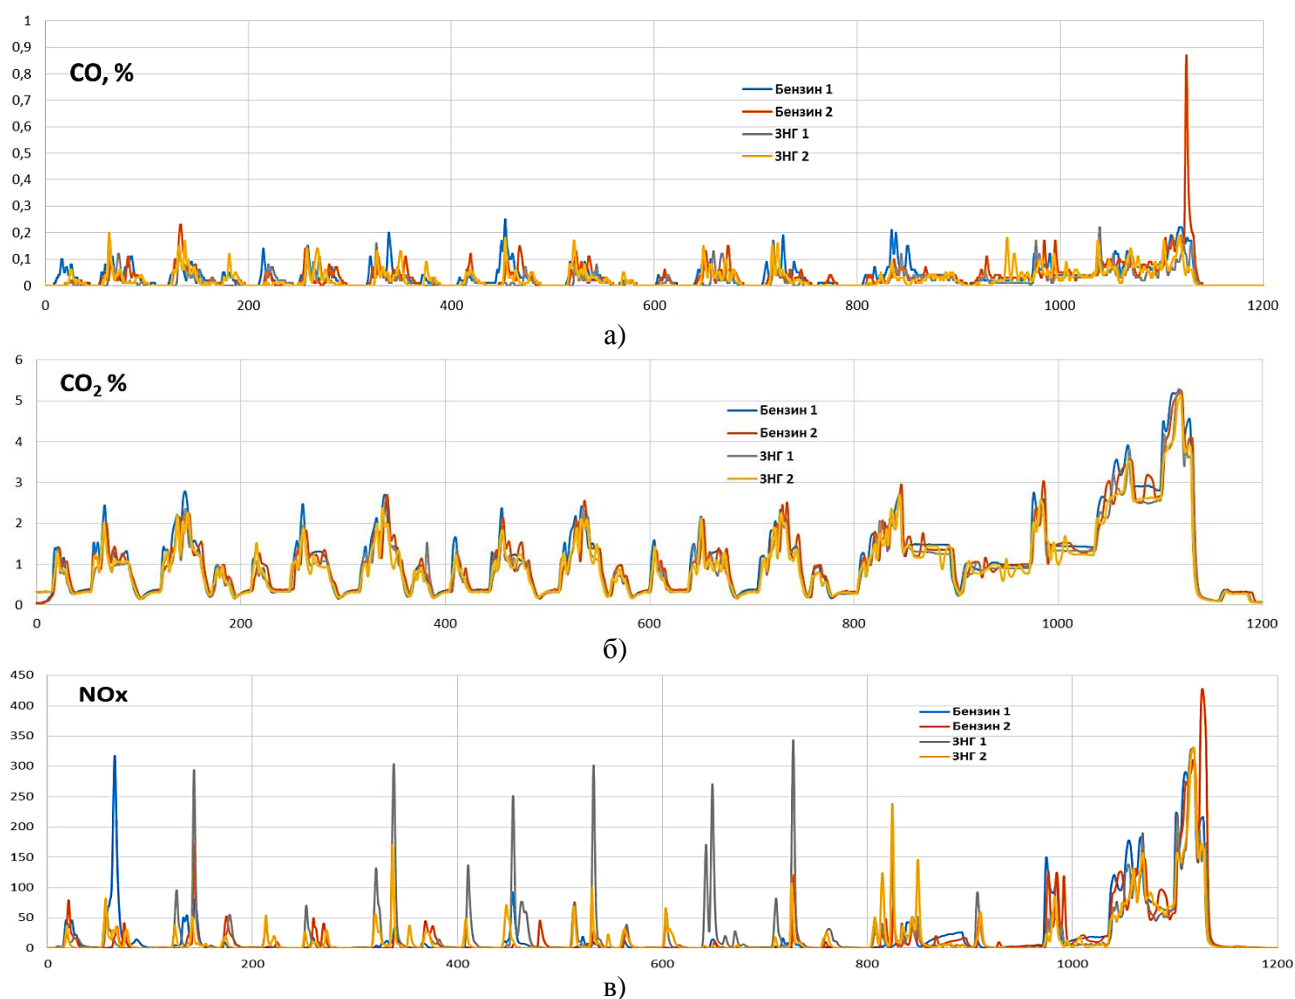 1
0,9
0,8
CO, %
0,7
Бензин 1
0,6
Бензин 2
ЗНГ 1
0,5
ЗНГ 2
0,4
0,3
0,2
0,1
0
0 200 400 600 800 1000 1200
а)
6
CO₂ %
5
Бензин 1
Бензин 2
4
ЗНГ 1
3
ЗНГ 2
2
1
0
0 200 400 600 800 1000 1200
б)
450
NOx
400
Бензин 1
Бензин 2
350
ЗНГ 1
ЗНГ 2
300
250
200
150
100
50
0
0 200 400 600 800 1000 1200
в)